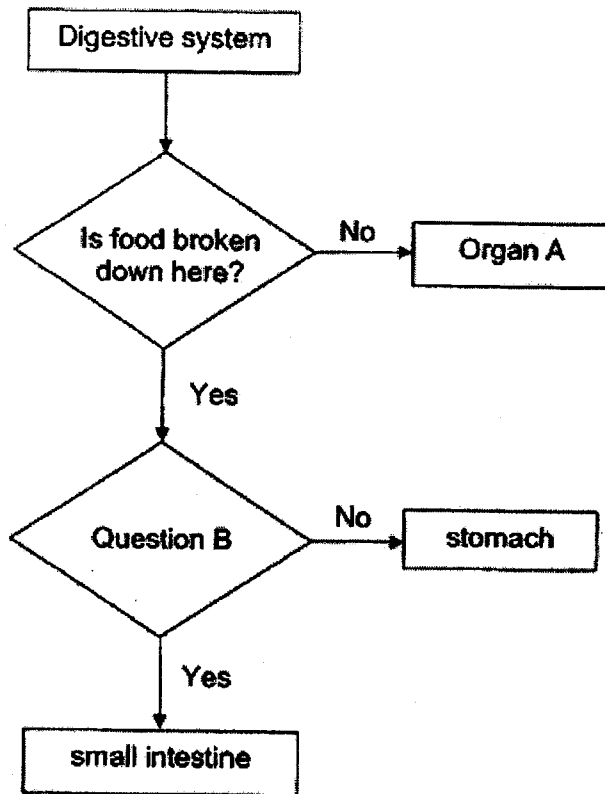 Digestive system
Is food broken
down here?
No
Organ A
Yes
Question B
No
stomach
Yes
small intestine